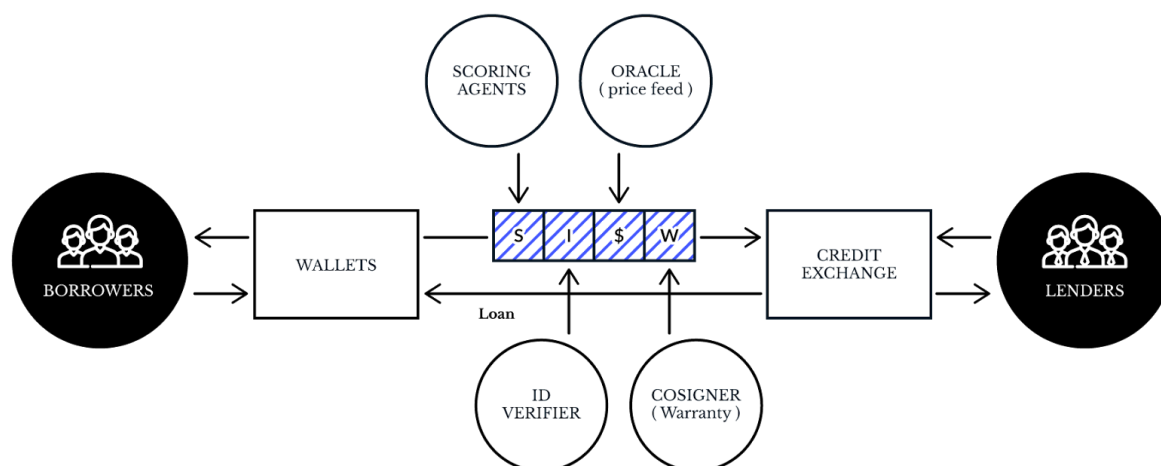 SCORING
AGENTS
ORACLE
( price feed )
S I $ W
BORROWERS
WALLETS
CREDIT
EXCHANGE
LENDERS
Loan
ID
VERIFIER
COSIGNER
( Warranty )